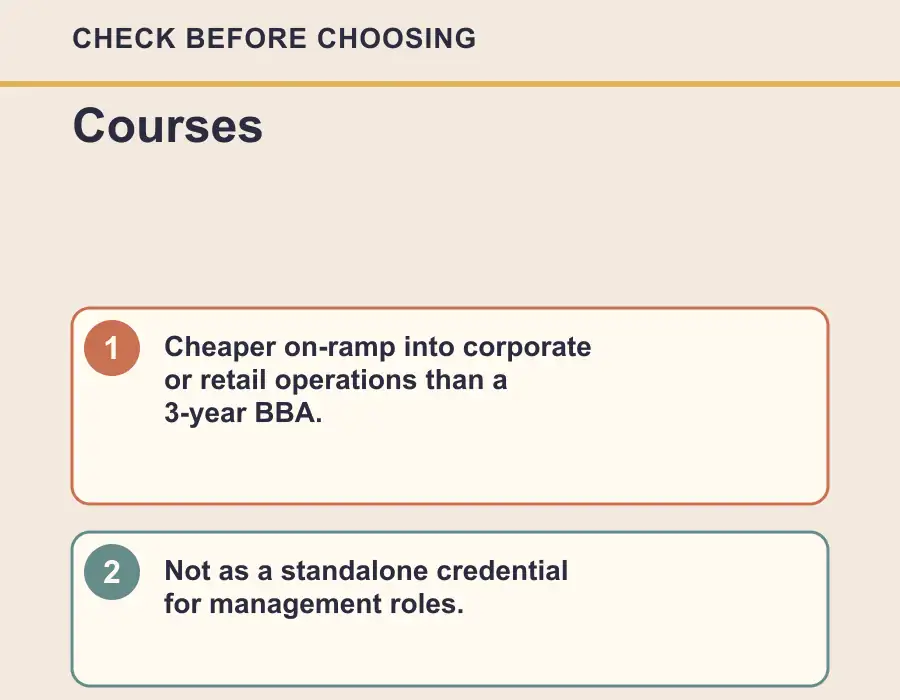 CHECK BEFORE CHOOSING
Courses
1
Cheaper on-ramp into corporate
or retail operations than a
3-year BBA.
2
Not as a standalone credential
for management roles.